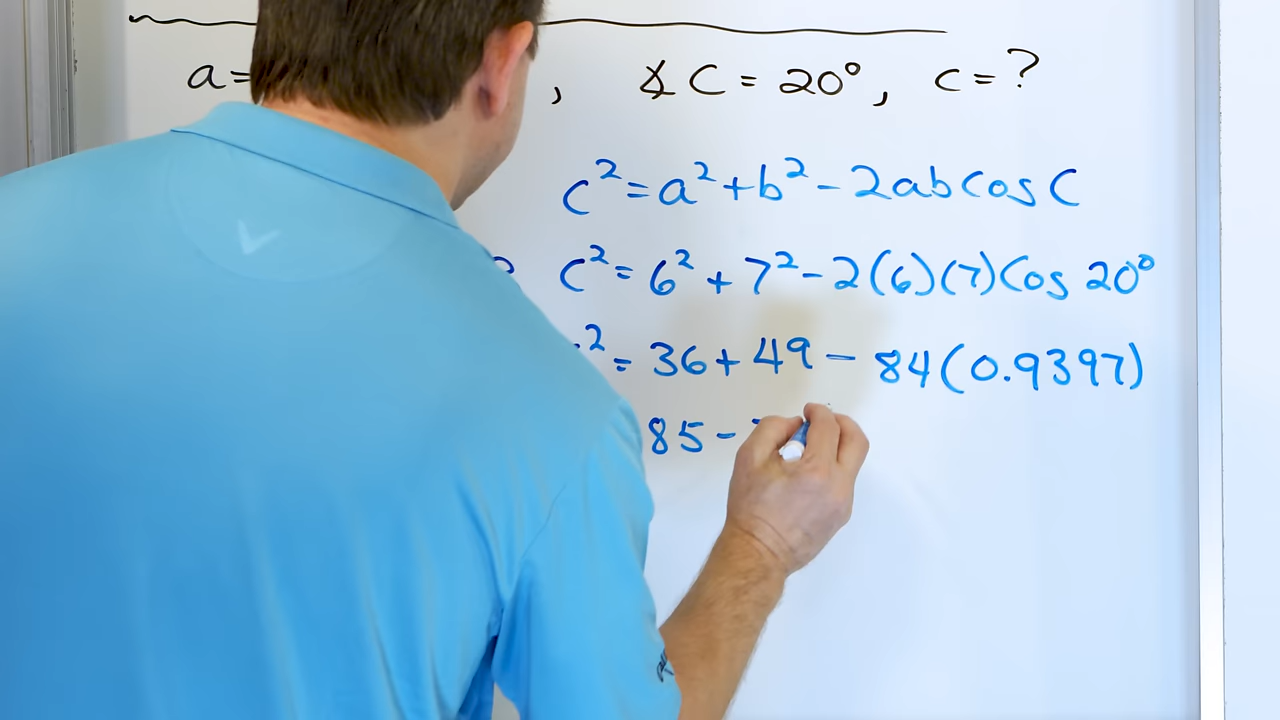 a= , ∡ C = 20°, c = ?
c² = a² + b² - 2ab cos C
c² = 6² + 7² - 2(6)(7) Cos 20°
² = 36 + 49 - 84(0.9397)
85 -